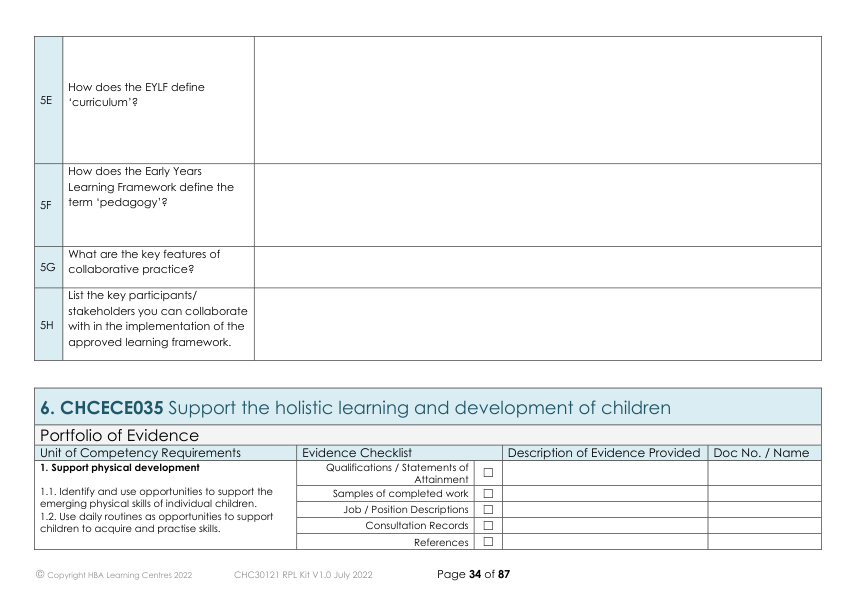 5E
How does the EYLF define
‘curriculum’?
5F
How does the Early Years
Learning Framework define the
term ‘pedagogy’?
5G
What are the key features of
collaborative practice?
5H
List the key participants/
stakeholders you can collaborate
with in the implementation of the
approved learning framework.
6. CHCECE035 Support the holistic learning and development of children
Portfolio of Evidence
Unit of Competency Requirements Evidence Checklist Description of Evidence Provided Doc No. / Name
1. Support physical development
1.1. Identify and use opportunities to support the
emerging physical skills of individual children.
1.2. Use daily routines as opportunities to support
children to acquire and practise skills.
Qualifications / Statements of
Attainment ☐
Samples of completed work ☐
Job / Position Descriptions ☐
Consultation Records ☐
References ☐
© Copyright HBA Learning Centres 2022 CHC30121 RPL Kit V1.0 July 2022 Page 34 of 87